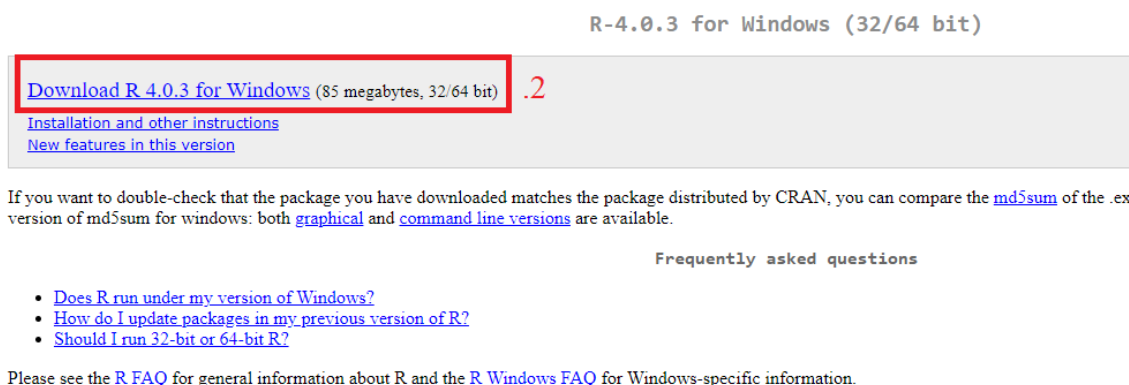 R-4.0.3 for Windows (32/64 bit)
Download R 4.0.3 for Windows (85 megabytes, 32/64 bit) .2
Installation and other instructions
New features in this version
If you want to double-check that the package you have downloaded matches the package distributed by CRAN, you can compare the md5sum of the .ex
version of md5sum for windows: both graphical and command line versions are available.
Frequently asked questions
• Does R run under my version of Windows?
• How do I update packages in my previous version of R?
• Should I run 32-bit or 64-bit R?
Please see the R FAQ for general information about R and the R Windows FAQ for Windows-specific information.